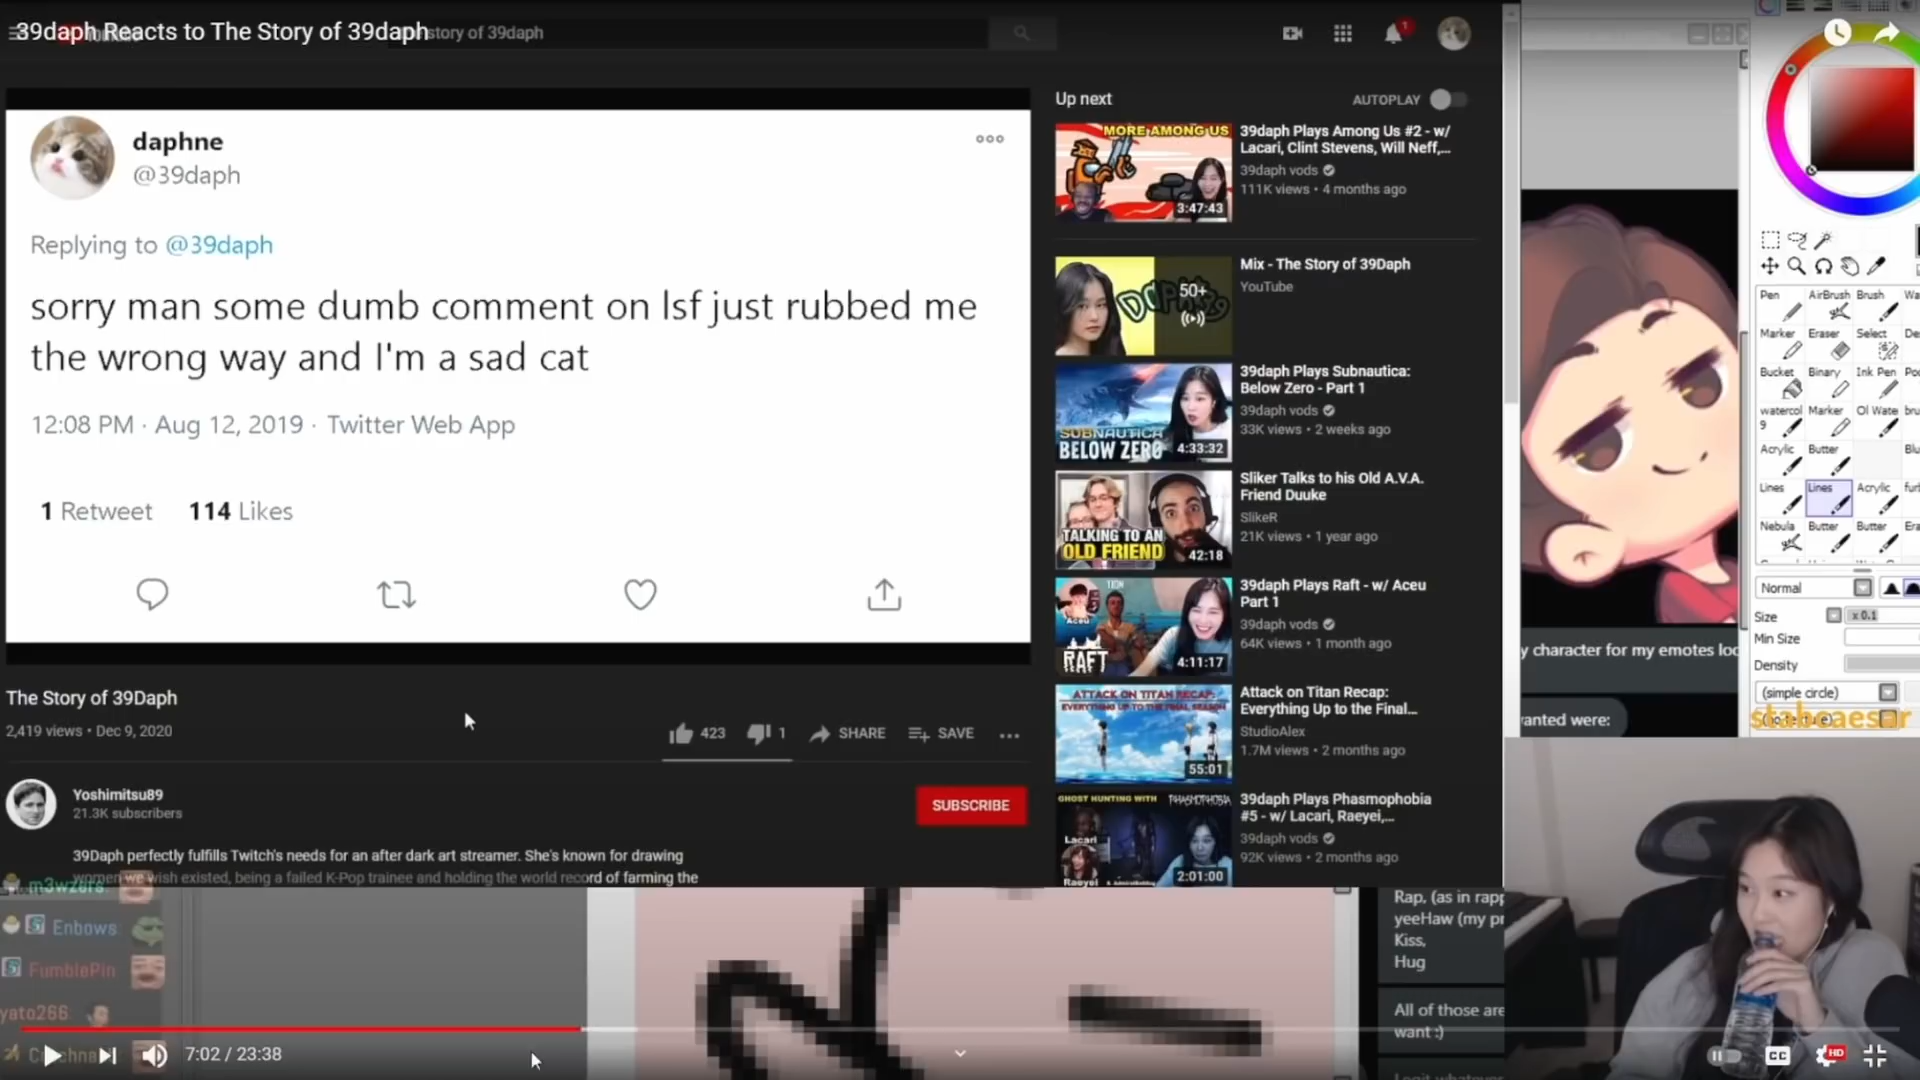 39daph Reacts to The Story of 39daph
story of 39daph
1
daphne
@39daph
Replying to @39daph
sorry man some dumb comment on lsf just rubbed me
the wrong way and I'm a sad cat
12:08 PM · Aug 12, 2019 · Twitter Web App
1 Retweet 114 Likes
The Story of 39Daph
2,419 views • Dec 9, 2020
423 1 SHARE SAVE
Yoshimitsu89
21.3K subscribers
SUBSCRIBE
39Daph perfectly fulfills Twitch's needs for an after dark art streamer. She's known for drawing
women we wish existed, being a failed K-Pop trainee and holding the world record of farming the
Up next
AUTOPLAY
MORE AMONG US
3:47:43
39daph Plays Among Us #2 - w/
Lacari, Clint Stevens, Will Neff,...
39daph vods
111K views • 4 months ago
50+
Mix - The Story of 39Daph
YouTube
SUBNAUTICA
BELOW ZERO
4:33:32
39daph Plays Subnautica:
Below Zero - Part 1
39daph vods
33K views • 2 weeks ago
TALKING TO AN
OLD FRIEND
42:18
Sliker Talks to his Old A.V.A.
Friend Duuke
SlikeR
21K views • 1 year ago
Aceu
RAFT
4:11:17
39daph Plays Raft - w/ Aceu
Part 1
39daph vods
64K views • 1 month ago
ATTACK ON TITAN RECAP:
EVERYTHING UP TO THE FINAL SEASON
55:01
Attack on Titan Recap:
Everything Up to the Final...
StudioAlex
1.7M views • 2 months ago
GHOST HUNTING WITH PHASMOPHOBIA
Lacari
Raeyei
2:01:00
39daph Plays Phasmophobia
#5 - w/ Lacari, Raeyei,...
39daph vods
92K views • 2 months ago
Pen AirBrush Brush Wa
Marker Eraser Select De
Bucket Binary Ink Pen
watercol Marker Ol Wate bru
9
Acrylic Butter Blu
Lines Lines Acrylic furl
Nebula Butter Butter Era
Normal
Size x 0.1
Min Size
Density
(simple circle)
stabcaesar
y character for my emotes loo
anted were:
m3wzers:
Enbows:
FumblePin
yato266:
Rap, (as in rapp
yeeHaw (my pr
Kiss,
Hug
All of those are
want :)
7:02 / 23:38
CC
HD